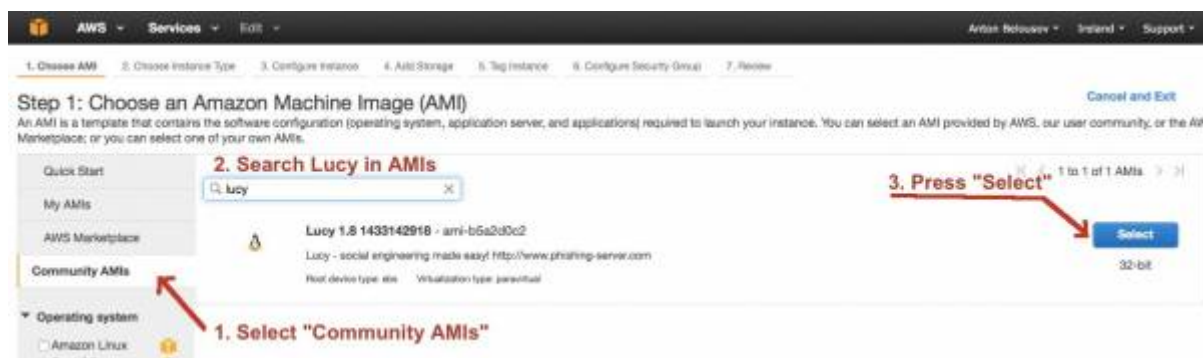 AWS Services Edit Anton Belousov Ireland Support
1. Choose AMI 2. Choose Instance Type 3. Configure Instance 4. Add Storage 5. Tag Instance 6. Configure Security Group 7. Review
Step 1: Choose an Amazon Machine Image (AMI)
Cancel and Exit
An AMI is a template that contains the software configuration (operating system, application server, and applications) required to launch your instance. You can select an AMI provided by AWS, our user community, or the AW
Marketplace; or you can select one of your own AMIs.
Quick Start
My AMIs
AWS Marketplace
Community AMIs
Operating system
Amazon Linux
2. Search Lucy in AMIs
lucy
1 to 1 of 1 AMIs
3. Press "Select"
Lucy 1.8 1433142918 - ami-b5a2d0c2
Select
Lucy - social engineering made easy! http://www.phishing-server.com
32-bit
Root device type: ebs Virtualization type: paravirtual
1. Select "Community AMIs"